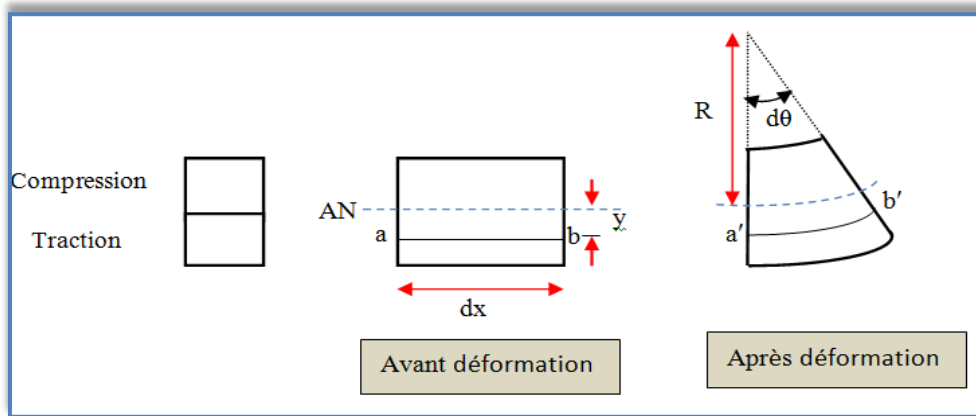 Compression
Traction
AN
a
b
y
dx
Avant déformation
R
dθ
a′
b′
Après déformation